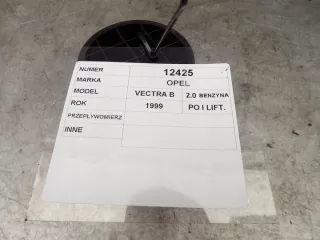 NUMER 12425
MARKA OPEL
MODEL VECTRA B 2.0 BENZYNA
ROK 1999 PO I LIFT.
PRZEPŁYWOMIERZ
INNE